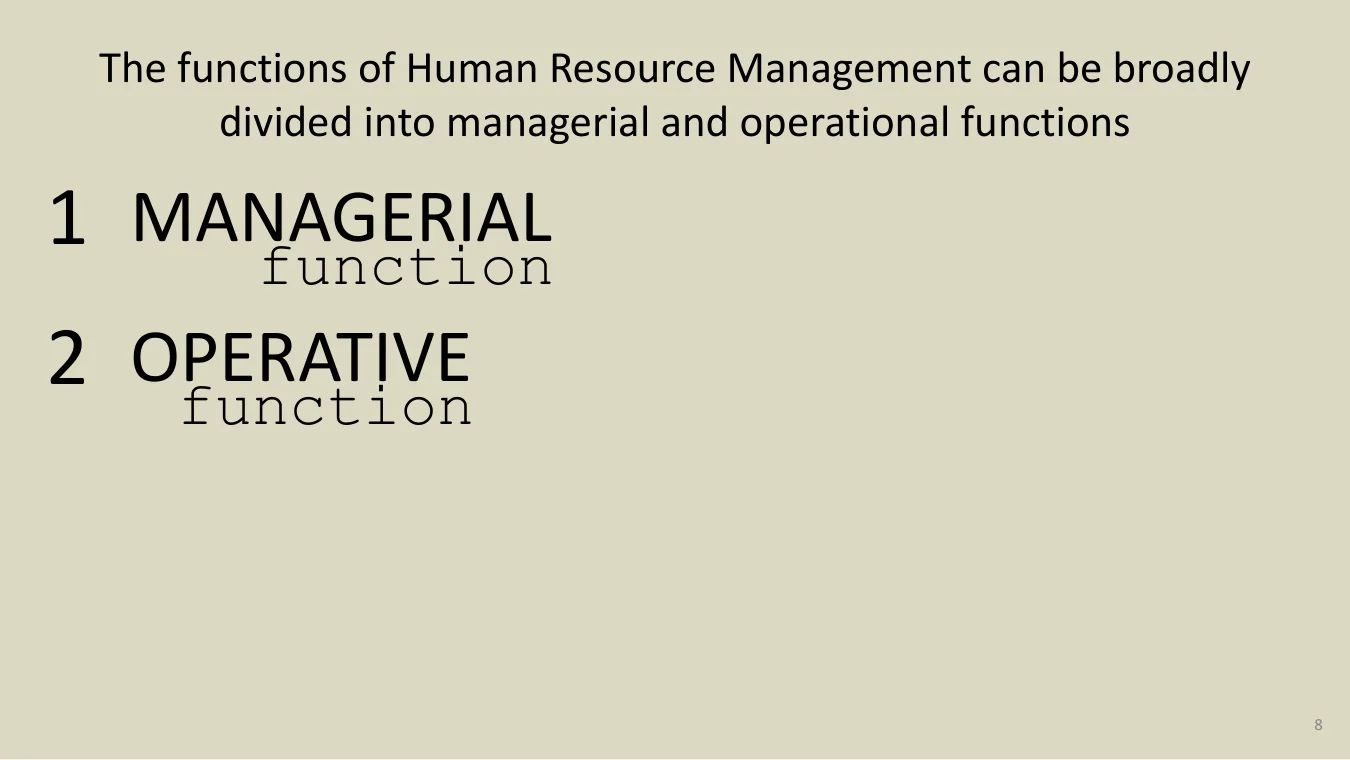 The functions of Human Resource Management can be broadly
divided into managerial and operational functions
1 MANAGERIAL
function
2 OPERATIVE
function
8